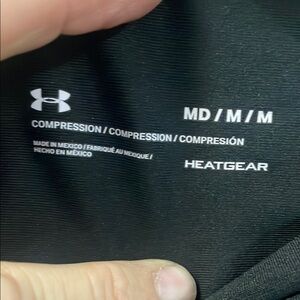 MD / M / M
COMPRESSION / COMPRESSION / COMPRESIÓN
MADE IN MEXICO / FABRIQUÉ AU MEXIQUE /
HECHO EN MÉXICO
HEATGEAR